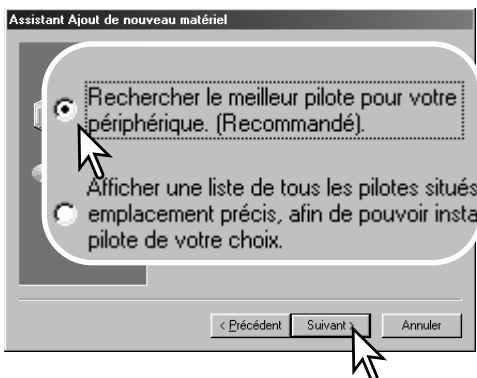 Assistant Ajout de nouveau matériel
Rechercher le meilleur pilote pour votre
périphérique. (Recommandé).
Afficher une liste de tous les pilotes situés
emplacement précis, afin de pouvoir insta
pilote de votre choix.
< Précédent Suivant > Annuler